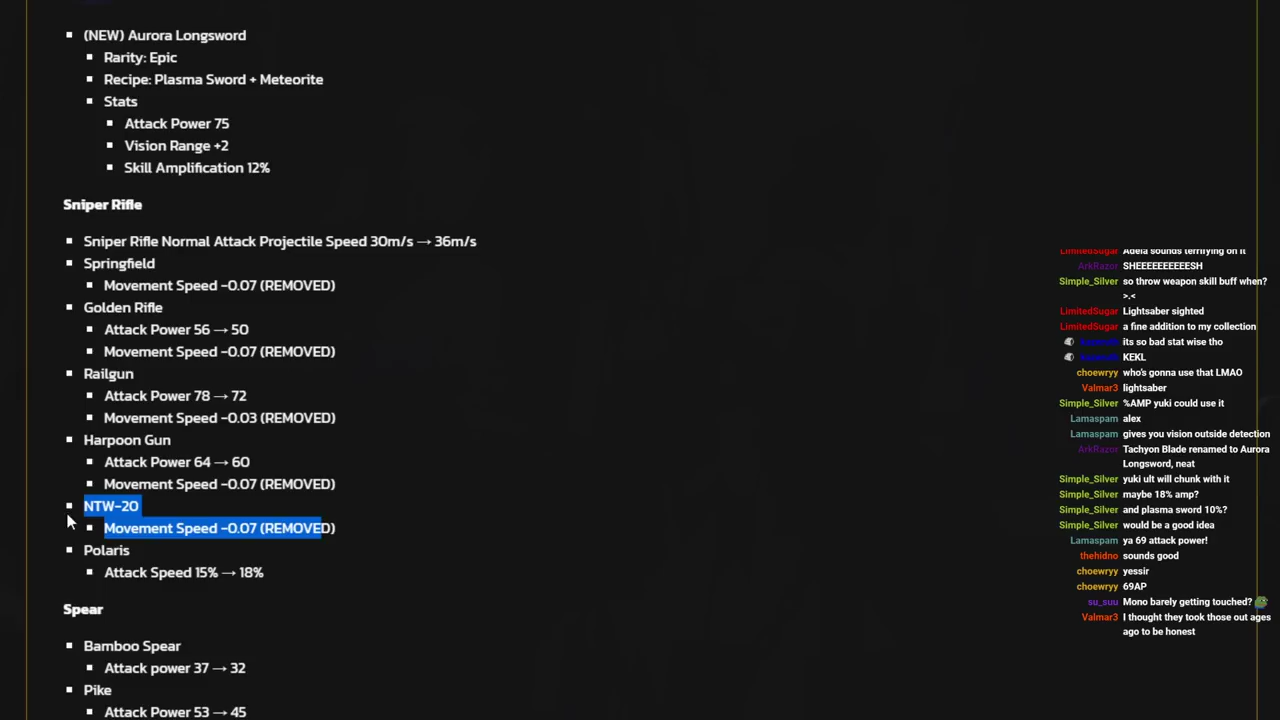 (NEW) Aurora Longsword
Rarity: Epic
Recipe: Plasma Sword + Meteorite
Stats
Attack Power 75
Vision Range +2
Skill Amplification 12%
Sniper Rifle
Sniper Rifle Normal Attack Projectile Speed 30m/s → 36m/s
Springfield
Movement Speed -0.07 (REMOVED)
Golden Rifle
Attack Power 56 → 50
Movement Speed -0.07 (REMOVED)
Railgun
Attack Power 78 → 72
Movement Speed -0.03 (REMOVED)
Harpoon Gun
Attack Power 64 → 60
Movement Speed -0.07 (REMOVED)
NTW-20
Movement Speed -0.07 (REMOVED)
Polaris
Attack Speed 15% → 18%
Spear
Bamboo Spear
Attack power 37 → 32
Pike
Attack Power 53 → 45
LimitedSugar Adela sounds terrifying on it
ArkRazor SHEEEEEEEEEESH
Simple_Silver so throw weapon skill buff when?
>.<
LimitedSugar Lightsaber sighted
LimitedSugar a fine addition to my collection
its so bad stat wise tho
KEKL
choewryy who's gonna use that LMAO
Valmar3 lightsaber
Simple_Silver %AMP yuki could use it
Lamaspam alex
Lamaspam gives you vision outside detection
ArkRazor Tachyon Blade renamed to Aurora
Longsword, neat
Simple_Silver yuki ult will chunk with it
Simple_Silver maybe 18% amp?
Simple_Silver and plasma sword 10%?
Simple_Silver would be a good idea
Lamaspam ya 69 attack power!
thehidno sounds good
choewryy yessir
choewryy 69AP
su_suu Mono barely getting touched?
Valmar3 I thought they took those out ages
ago to be honest